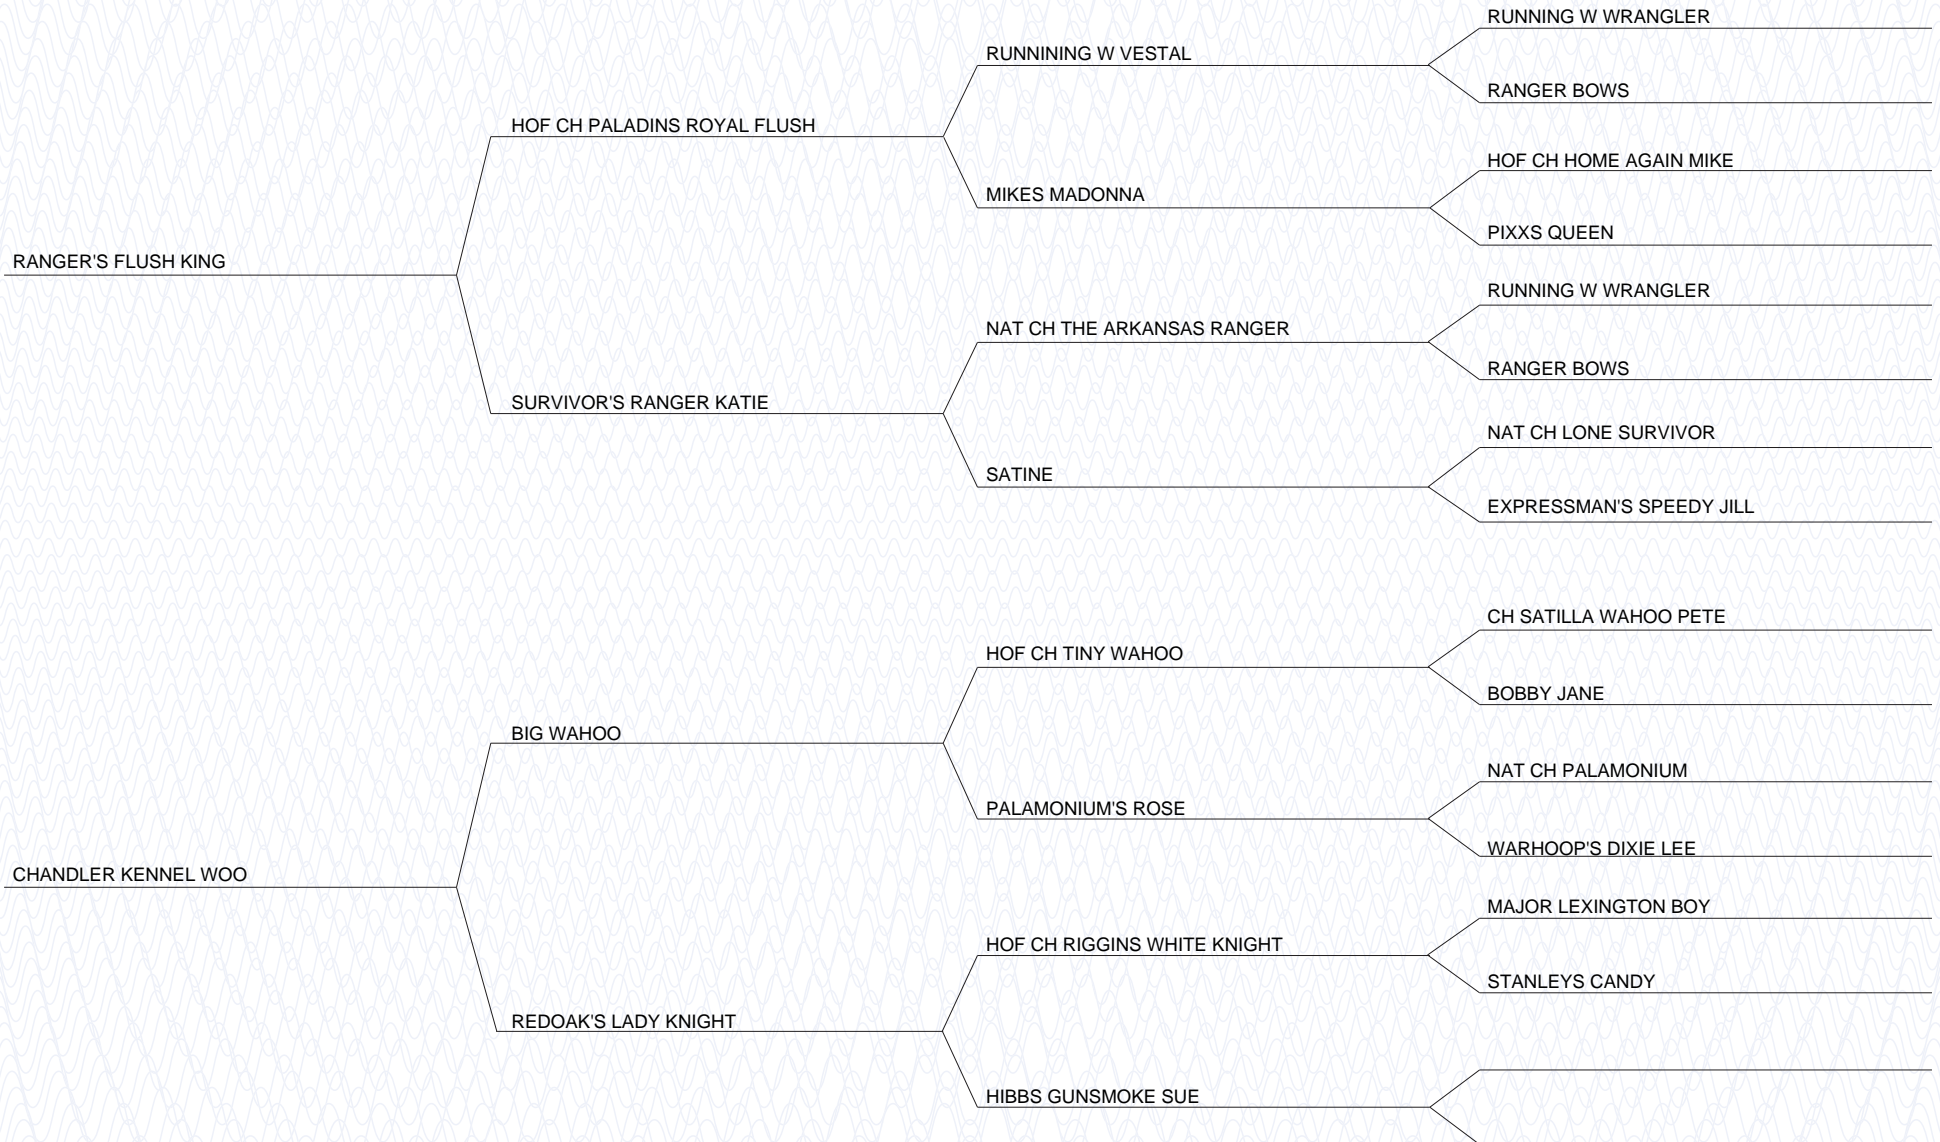 RUNNING W WRANGLER
RUNNINING W VESTAL
RANGER BOWS
HOF CH PALADINS ROYAL FLUSH
HOF CH HOME AGAIN MIKE
MIKES MADONNA
PIXXS QUEEN
RANGER'S FLUSH KING
RUNNING W WRANGLER
NAT CH THE ARKANSAS RANGER
RANGER BOWS
SURVIVOR'S RANGER KATIE
NAT CH LONE SURVIVOR
SATINE
EXPRESSMAN'S SPEEDY JILL
CH SATILLA WAHOO PETE
HOF CH TINY WAHOO
BOBBY JANE
BIG WAHOO
NAT CH PALAMONIUM
PALAMONIUM'S ROSE
WARHOOP'S DIXIE LEE
CHANDLER KENNEL WOO
MAJOR LEXINGTON BOY
HOF CH RIGGINS WHITE KNIGHT
STANLEYS CANDY
REDOAK'S LADY KNIGHT
HIBBS GUNSMOKE SUE